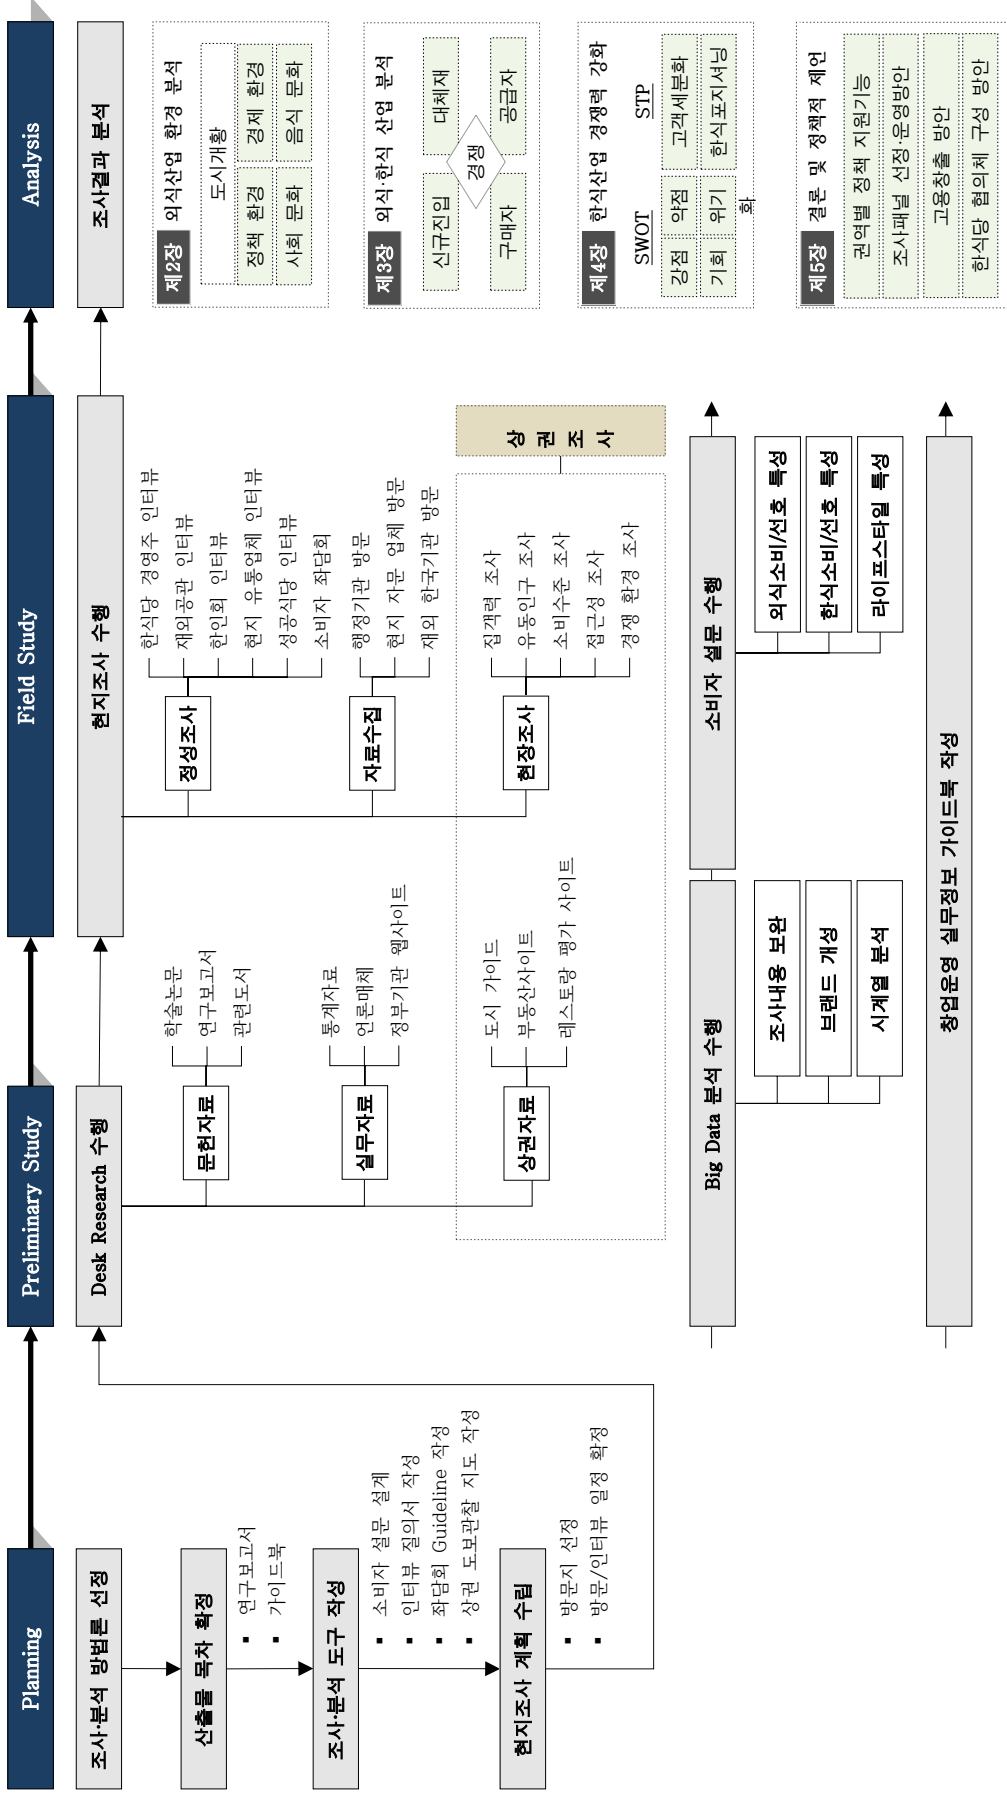 Planning
조사·분석 방법론 선정
산출물 목차 확정
▪ 연구보고서
▪ 가이드북
조사·분석 도구 작성
▪ 소비자 설문 설계
▪ 인터뷰 질의서 작성
▪ 좌담회 Guideline 작성
▪ 상권 도보관찰 지도 작성
현지조사 계획 수립
▪ 방문지 선정
▪ 방문/인터뷰 일정 확정
Preliminary Study
Desk Research 수행
문헌자료
학술논문
연구보고서
관련도서
실무자료
통계자료
언론매체
정부기관 웹사이트
상권자료
도시 가이드
부동산사이트
레스토랑 평가 사이트
Field Study
현지조사 수행
정성조사
한식당 경영주 인터뷰
재외공관 인터뷰
한인회 인터뷰
현지 유통업체 인터뷰
성공식당 인터뷰
소비자 좌담회
자료수집
행정기관 방문
현지 자문 업체 방문
재외 한국기관 방문
현장조사
집객력 조사
유동인구 조사
소비수준 조사
접근성 조사
경쟁 환경 조사
상 권 조 사
Big Data 분석 수행
조사내용 보완
브랜드 개성
시계열 분석
소비자 설문 수행
외식소비/선호 특성
한식소비/선호 특성
라이프스타일 특성
창업운영 실무정보 가이드북 작성
Analysis
조사결과 분석
제2장 외식산업 환경 분석
도시개황
정책 환경
경제 환경
사회 문화
음식 문화
제3장 외식·한식 산업 분석
신규진입
대체재
경쟁
구매자
공급자
제4장 한식산업 경쟁력 강화
SWOT
STP
강점
약점
고객세분화
기회
위기
한식포지셔닝
화
제5장 결론 및 정책적 제언
권역별 정책 지원기능
조사패널 선정·운영방안
고용창출 방안
한식당 협의체 구성 방안